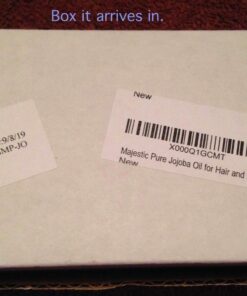 Box it arrives in.
New
9/8/19
MP-JO
X000Q1GCMT
Majestic Pure Jojoba Oil for Hair and
New